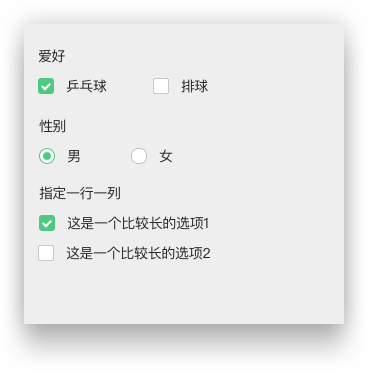 爱好
乒乓球 排球
性别
男 女
指定一行一列
这是一个比较长的选项1
这是一个比较长的选项2